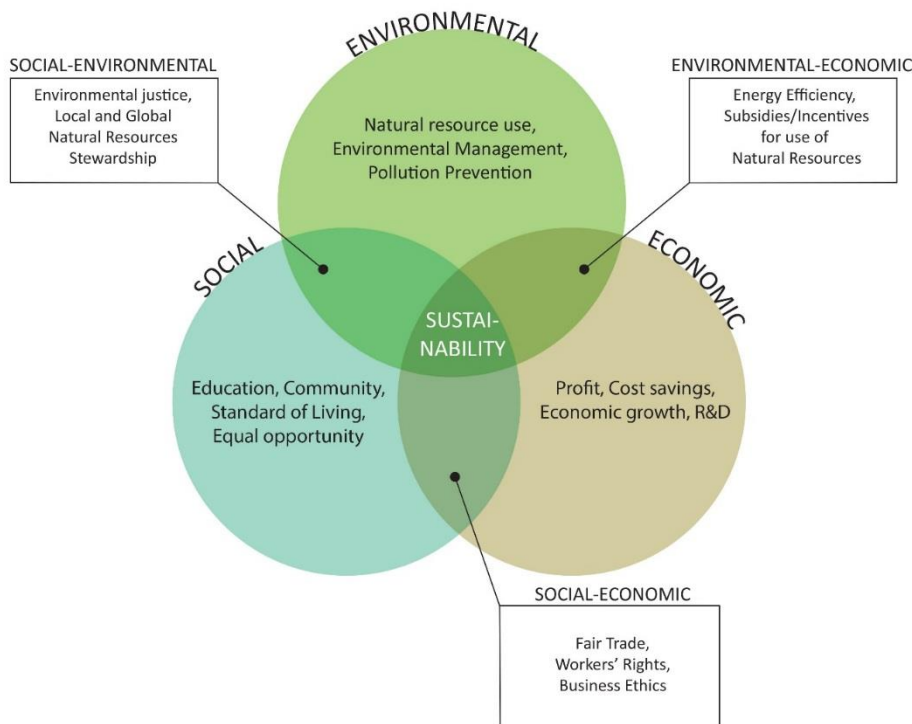 ENVIRONMENTAL
SOCIAL-ENVIRONMENTAL
Environmental justice,
Local and Global
Natural Resources
Stewardship
ENVIRONMENTAL-ECONOMIC
Energy Efficiency,
Subsidies/Incentives
for use of
Natural Resources
Natural resource use,
Environmental Management,
Pollution Prevention
SOCIAL
ECONOMIC
SUSTAI-
NABILITY
Education, Community,
Standard of Living,
Equal opportunity
Profit, Cost savings,
Economic growth, R&D
SOCIAL-ECONOMIC
Fair Trade,
Workers’ Rights,
Business Ethics